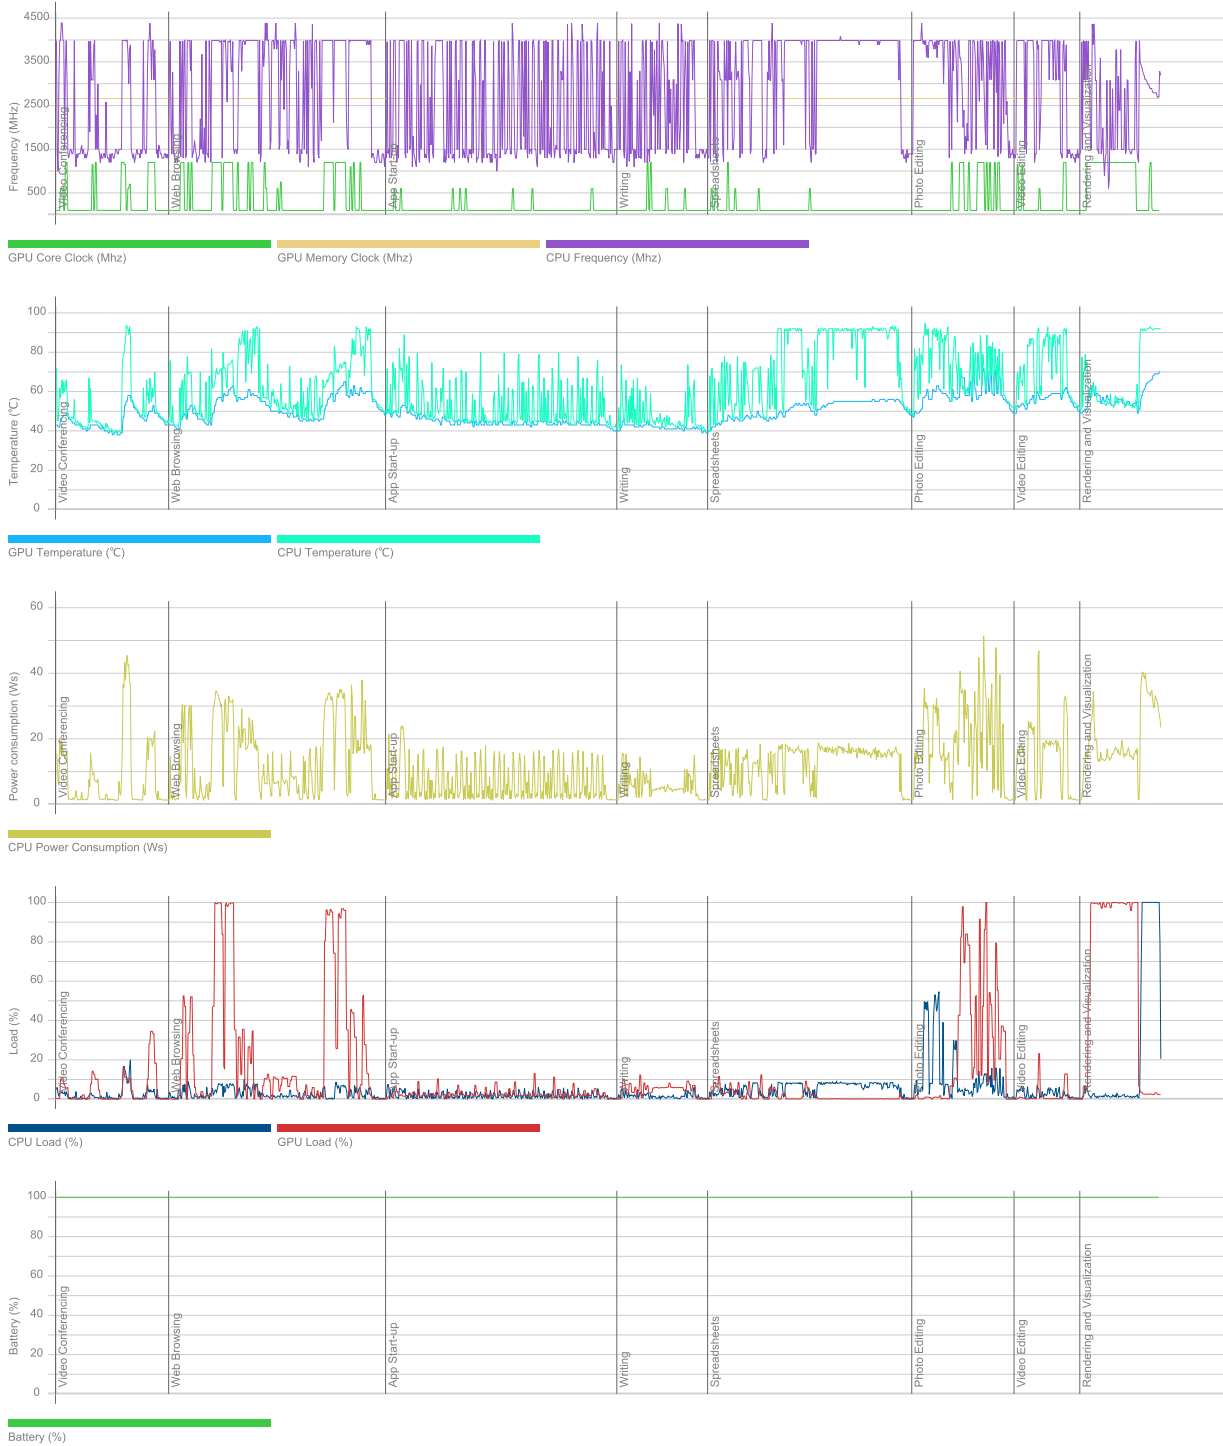 Frequency (MHz)
4500
3500
2500
1500
500
Video Conferencing
Web Browsing
App Start-up
Writing
Spreadsheets
Photo Editing
Video Editing
Rendering and Visualization
GPU Core Clock (Mhz)
GPU Memory Clock (Mhz)
CPU Frequency (Mhz)
Temperature (°C)
100
80
60
40
20
0
Video Conferencing
Web Browsing
App Start-up
Writing
Spreadsheets
Photo Editing
Video Editing
Rendering and Visualization
GPU Temperature (°C)
CPU Temperature (°C)
Power consumption (Ws)
60
40
20
0
Video Conferencing
Web Browsing
App Start-up
Writing
Spreadsheets
Photo Editing
Video Editing
Rendering and Visualization
CPU Power Consumption (Ws)
Load (%)
100
80
60
40
20
0
Video Conferencing
Web Browsing
App Start-up
Writing
Spreadsheets
Photo Editing
Video Editing
Rendering and Visualization
CPU Load (%)
GPU Load (%)
Battery (%)
100
80
60
40
20
0
Video Conferencing
Web Browsing
App Start-up
Writing
Spreadsheets
Photo Editing
Video Editing
Rendering and Visualization
Battery (%)